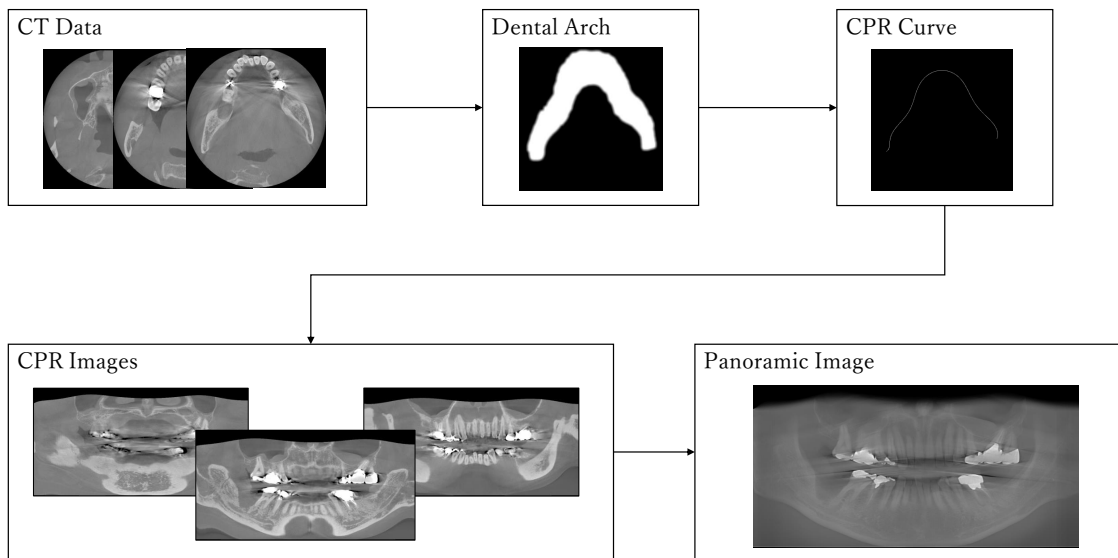 CT Data
Dental Arch
CPR Curve
CPR Images
Panoramic Image